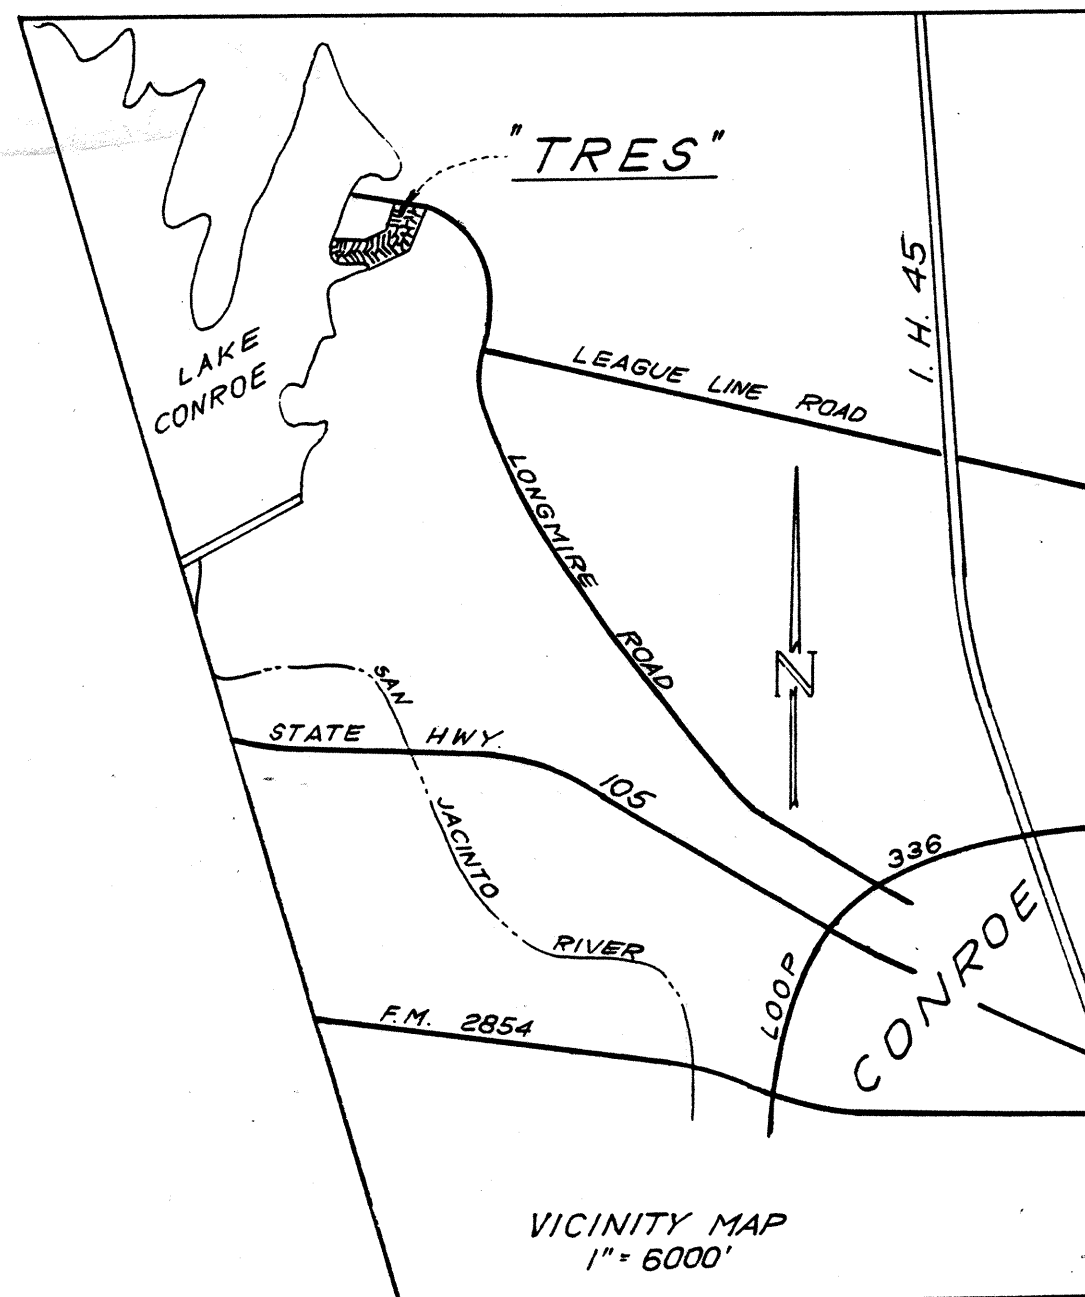 "TRES"
I. H. 45
LAKE
CONROE
LEAGUE LINE ROAD
LONGMIRE ROAD
N
SAN JACINTO RIVER
STATE HWY. 105
336
LOOP
CONROE
F.M. 2854
VICINITY MAP
1" = 6000'